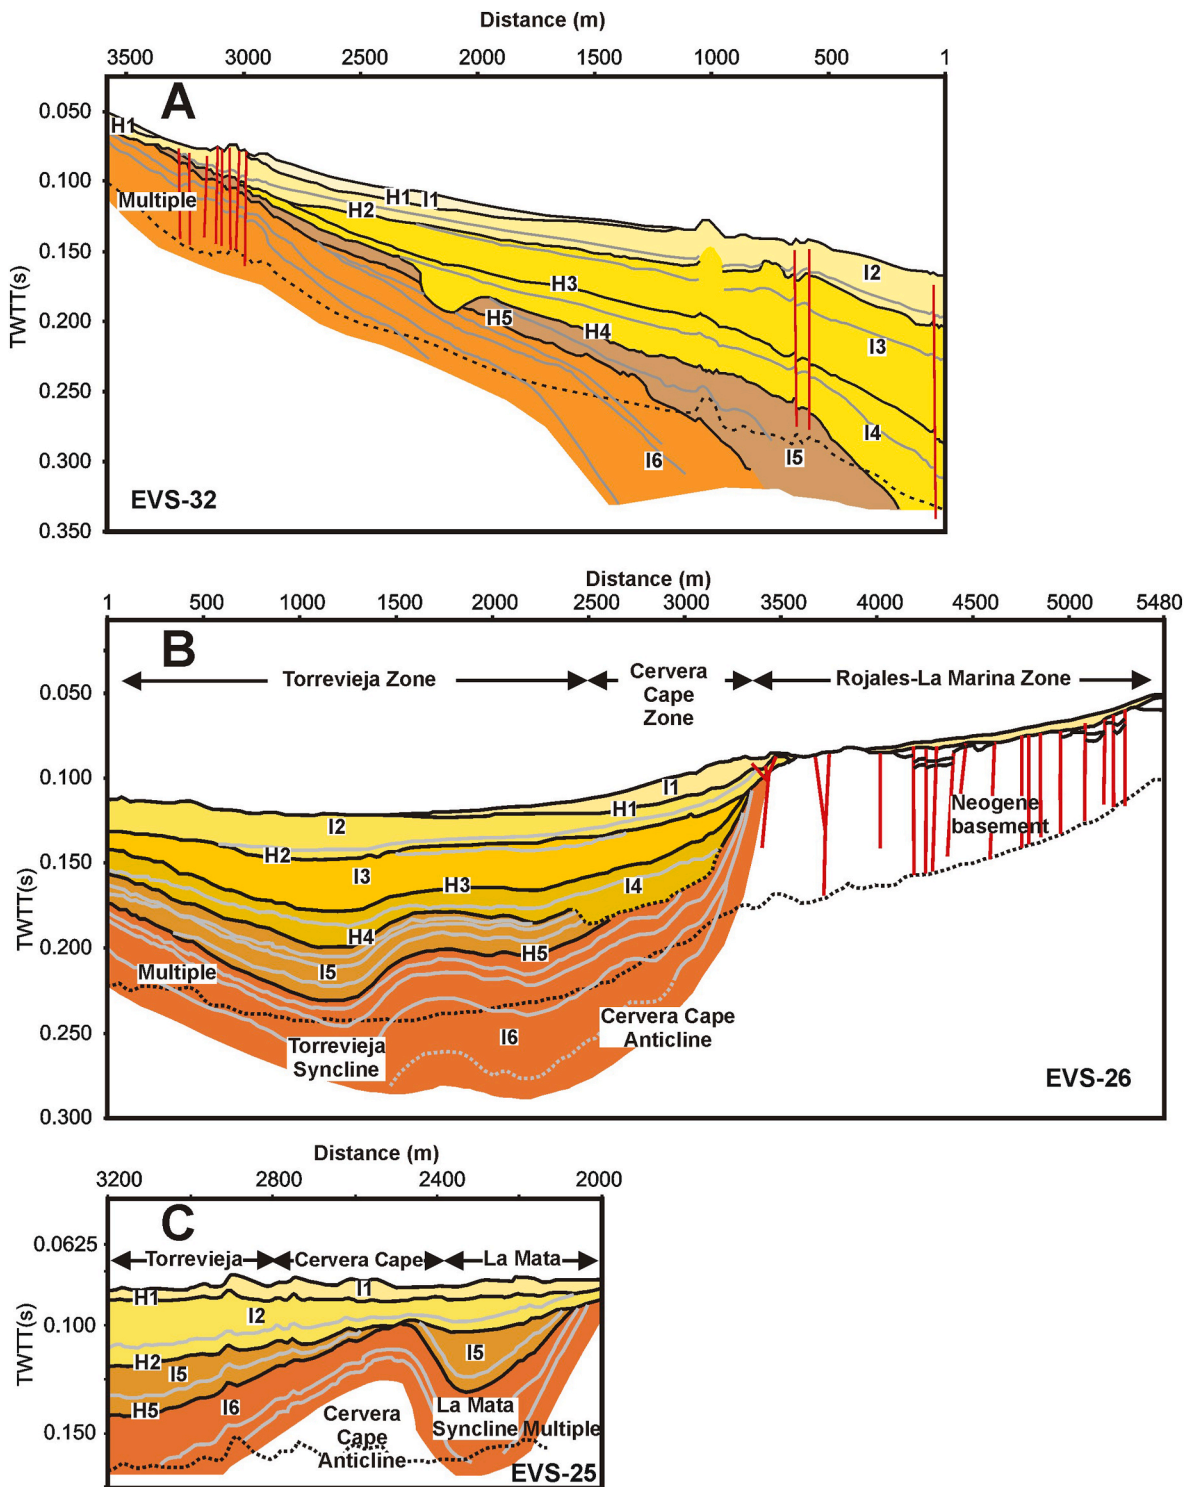 Distance (m)
3500 3000 2500 2000 1500 1000 500 1
A
0.050
H1
0.100
Multiple
H1 I1
H2
0.150
I2
H3
TWTT(s)
0.200
H5
H4
I3
0.250
I4
0.300
I6
I5
EVS-32
0.350
Distance (m)
1 500 1000 1500 2000 2500 3000 3500 4000 4500 5000 5480
B
Torrevieja Zone
Cervera
Cape
Zone
Rojales-La Marina Zone
0.050
0.100
I1
H1
Neogene
basement
I2
H2
0.150
I3
H3
I4
TWTT(s)
H4
0.200
H5
I5
Multiple
0.250
I6
Cervera Cape
Anticline
Torrevieja
Syncline
EVS-26
0.300
Distance (m)
3200 2800 2400 2000
C
0.0625
Torrevieja
Cervera Cape
La Mata
H1
I1
I2
TWTT(s)
0.100
H2
I5
I5
H5
I6
La Mata
Syncline
Multiple
Cervera
Cape
Anticline
0.150
EVS-25